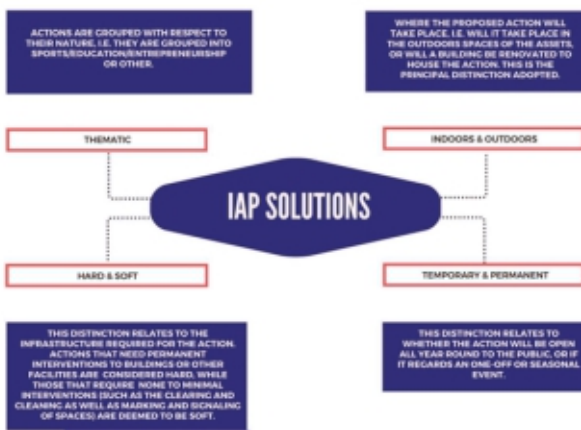 ACTIONS ARE GROUPED WITH RESPECT TO
THEIR NATURE, I.E. THEY ARE GROUPED INTO
SPORTS/EDUCATION/ENTREPRENEURSHIP
OR OTHER.
WHERE THE PROPOSED ACTION WILL
TAKE PLACE. I.E. WILL IT TAKE PLACE IN
THE OUTDOORS SPACES OF THE ASSETS,
OR WILL A BUILDING BE RENOVATED TO
HOUSE THE ACTION. THIS IS THE
PRINCIPAL DISTINCTION ADOPTED.
THEMATIC
INDOORS & OUTDOORS
IAP SOLUTIONS
HARD & SOFT
TEMPORARY & PERMANENT
THIS DISTINCTION RELATES TO THE
INFRASTRUCTURE REQUIRED FOR THE ACTION.
ACTIONS THAT NEED PERMANENT
INTERVENTIONS TO BUILDINGS OR OTHER
FACILITIES ARE CONSIDERED HARD, WHILE
THOSE THAT REQUIRE NONE TO MINIMAL
INTERVENTIONS (SUCH AS THE CLEARING AND
CLEANING AS WELL AS MARKING AND SIGNALING
OF SPACES) ARE DEEMED TO BE SOFT.
THIS DISTINCTION RELATES TO
WHETHER THE ACTION WILL BE OPEN
ALL YEAR ROUND TO THE PUBLIC, OR IF
IT REGARDS AN ONE-OFF OR SEASONAL
EVENT.